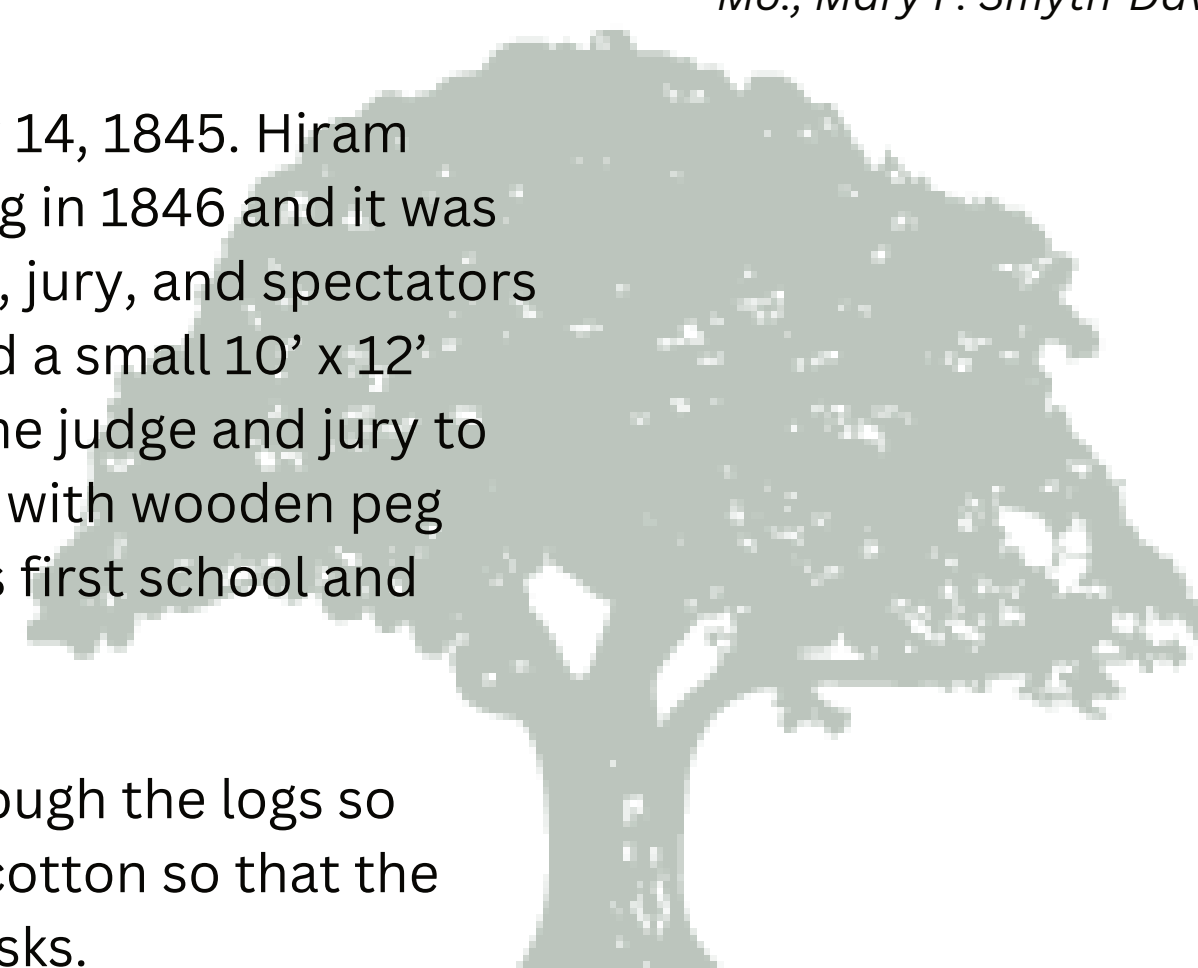 Mo., Mary F. Smyth-Dav
14, 1845. Hiram
g in 1846 and it was
, jury, and spectators
d a small 10’ x 12’
he judge and jury to
with wooden peg
s first school and
ough the logs so
cotton so that the
sks.